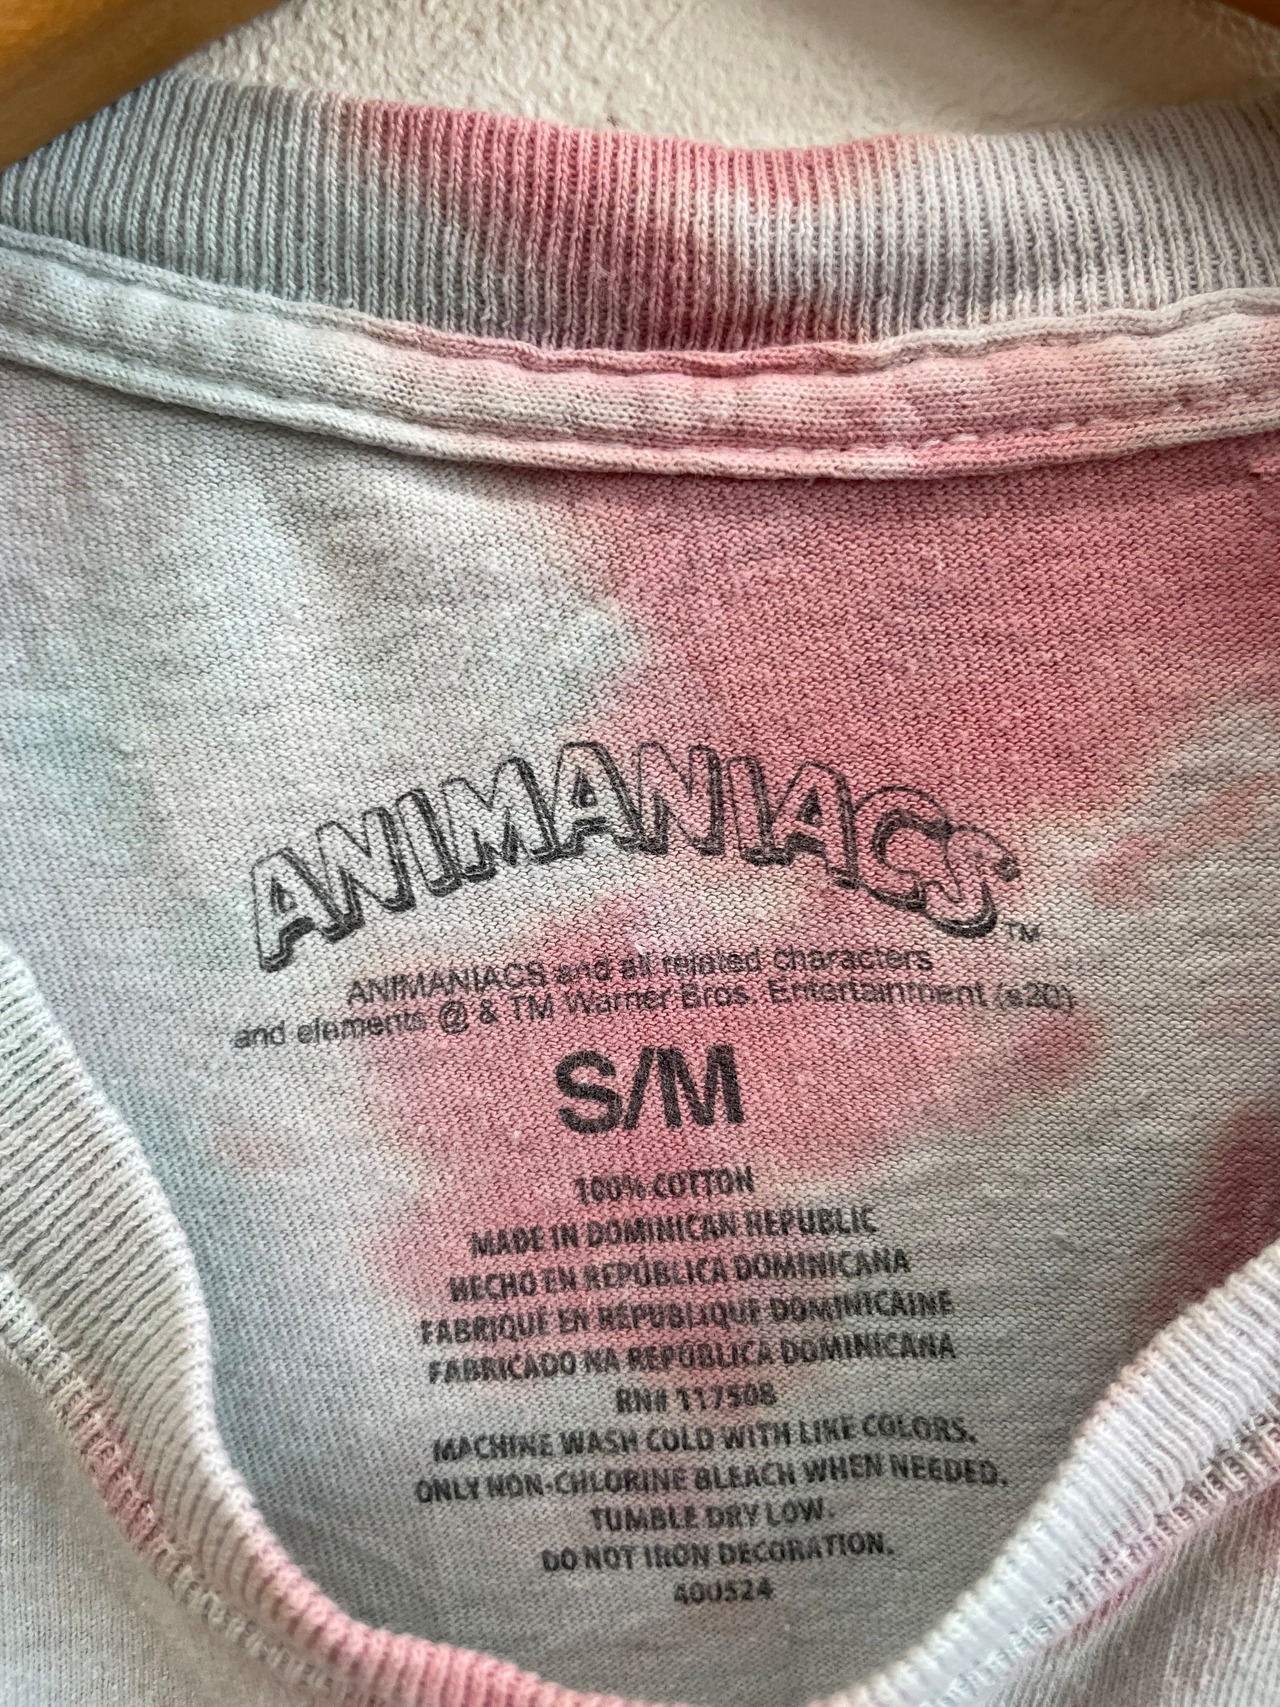 ANIMANIACS™
ANIMANIACS and all related characters
and elements @ & TM Warner Bros. Entertainment (s20)
S/M
100% COTTON
MADE IN DOMINICAN REPUBLIC
HECHO EN REPÚBLICA DOMINICANA
FABRIQUÉ EN RÉPUBLIQUE DOMINICAINE
FABRICADO NA REPÚBLICA DOMINICANA
RN# 117508
MACHINE WASH COLD WITH LIKE COLORS.
ONLY NON-CHLORINE BLEACH WHEN NEEDED.
TUMBLE DRY LOW.
DO NOT IRON DECORATION.
400524